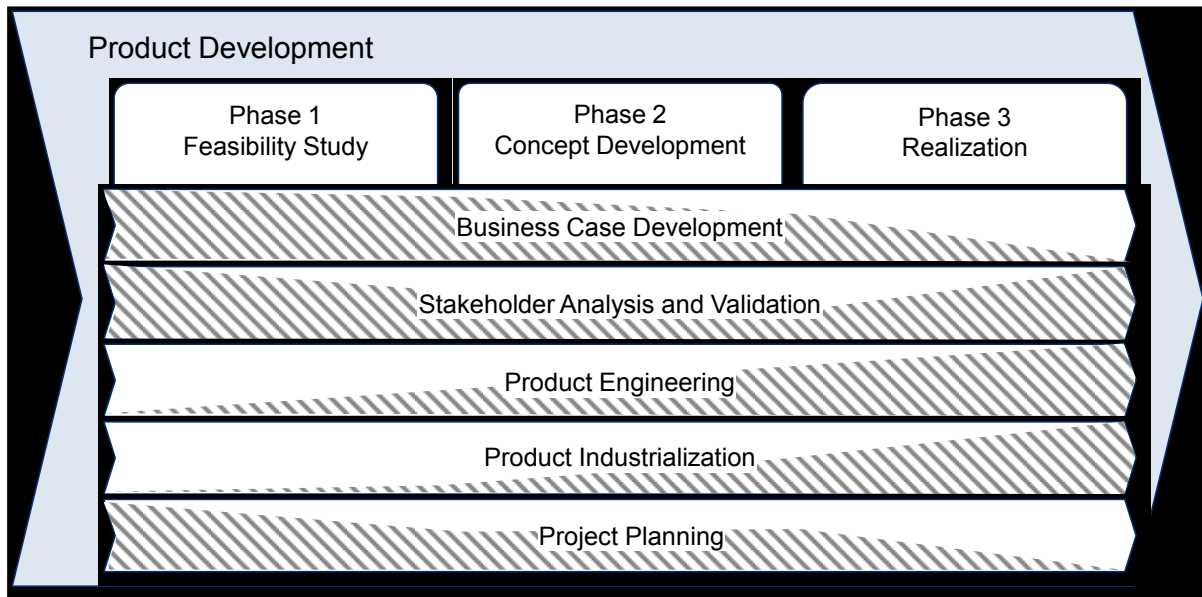 Product Development
Phase 1
Feasibility Study
Phase 2
Concept Development
Phase 3
Realization
Business Case Development
Stakeholder Analysis and Validation
Product Engineering
Product Industrialization
Project Planning